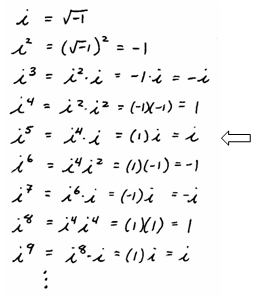 i = √-1
i² = (√-1)² = -1
i³ = i²·i = -1·i = -i
i⁴ = i²·i² = (-1)(-1) = 1
i⁵ = i⁴·i = (1)i = i
i⁶ = i⁴i² = (1)(-1) = -1
i⁷ = i⁶·i = (-1)i = -i
i⁸ = i⁴i⁴ = (1)(1) = 1
i⁹ = i⁸·i = (1)i = i
⋮